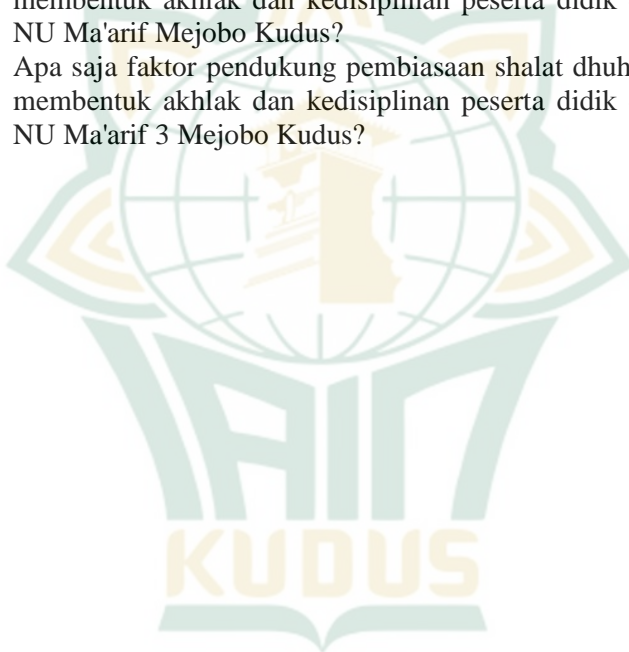 membentuk akhlak dan kedisiplinan peserta didik
NU Ma'arif Mejobo Kudus?
Apa saja faktor pendukung pembiasaan shalat dhuh
membentuk akhlak dan kedisiplinan peserta didik
NU Ma'arif 3 Mejobo Kudus?
IAIN
KUDUS